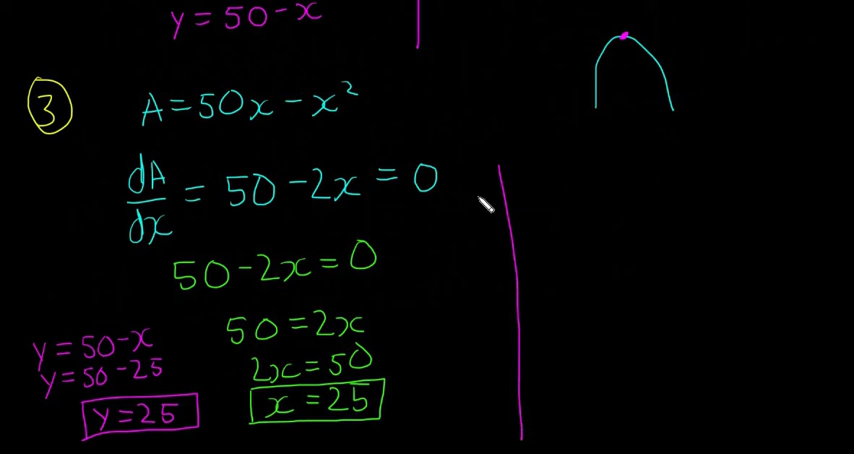 y = 50 - x
3
A = 50x - x²
dA/dx = 50 - 2x = 0
50 - 2x = 0
50 = 2x
2x = 50
x = 25
y = 50 - x
y = 50 - 25
y = 25